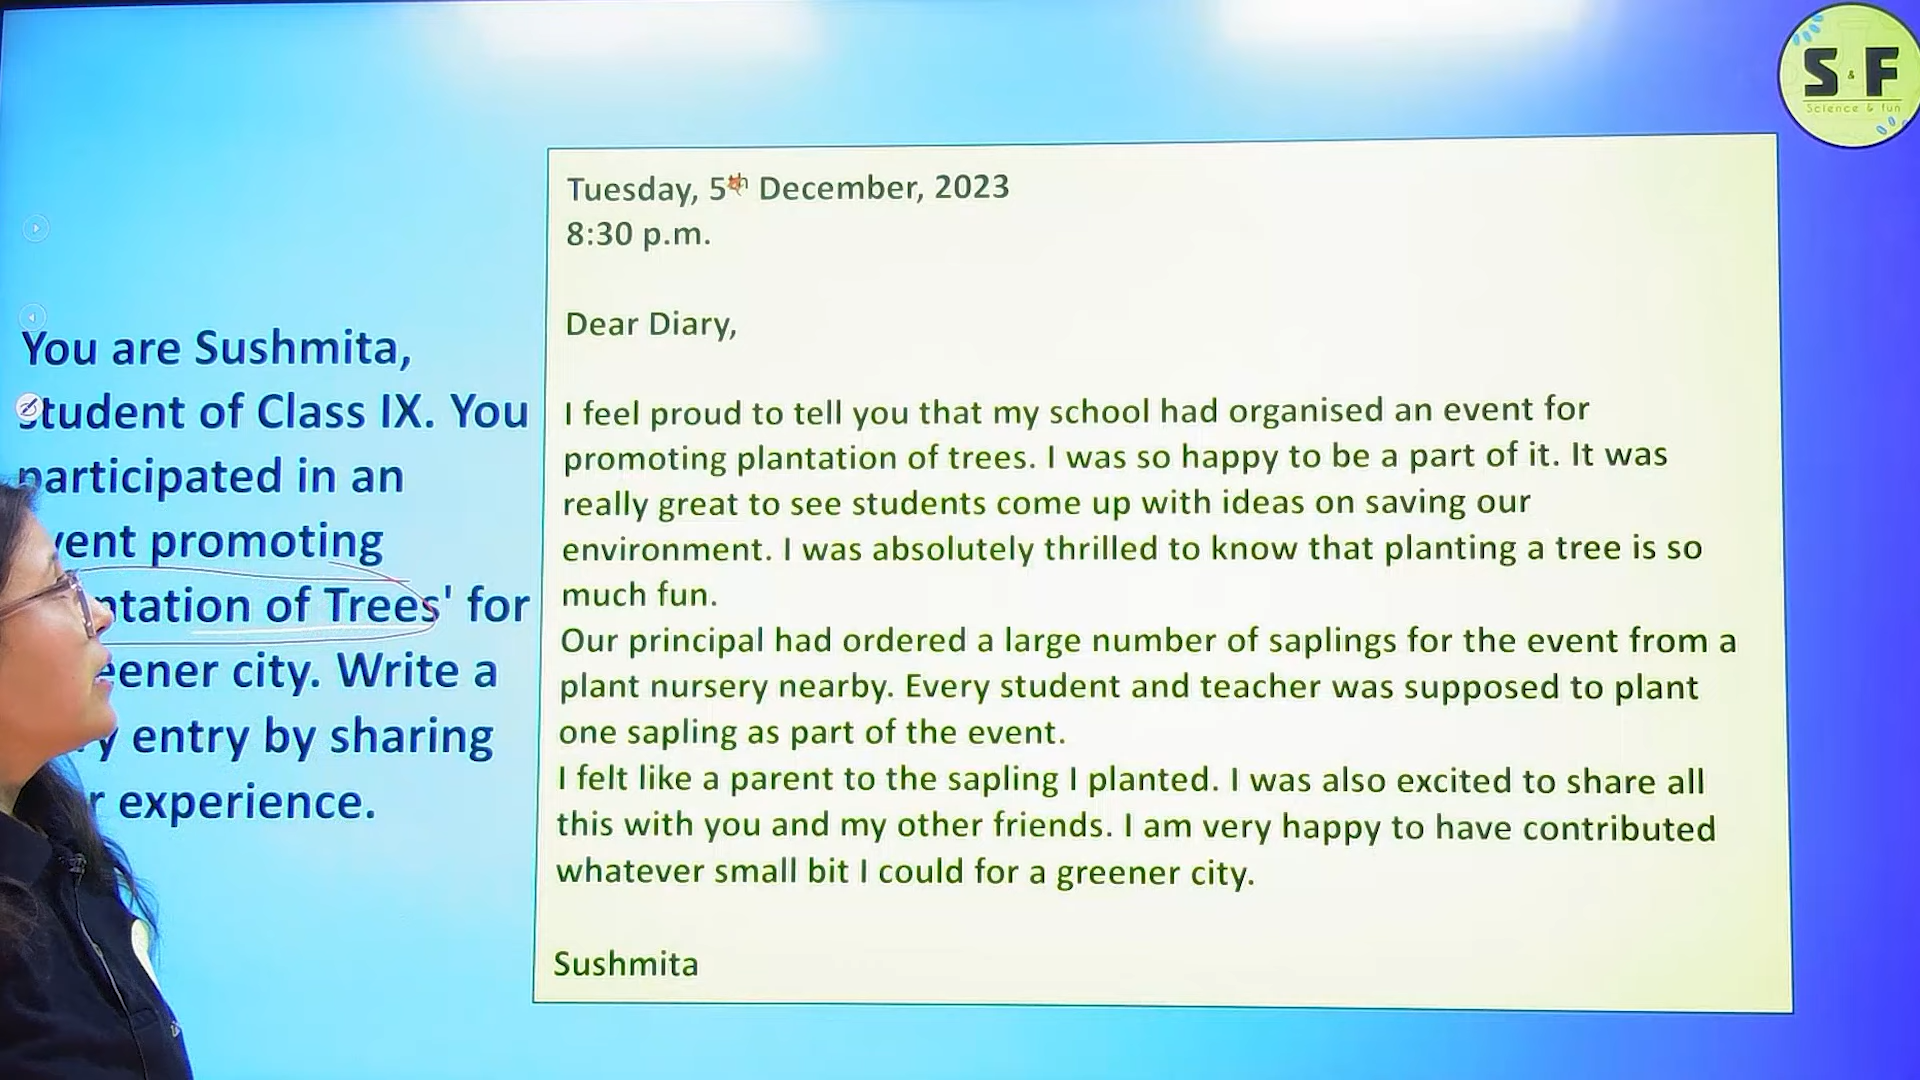 S & F
Science & fun
You are Sushmita,
student of Class IX. You
participated in an
promoting
of Trees' for
city. Write a
entry by sharing
experience.
Tuesday, 5th December, 2023
8:30 p.m.
Dear Diary,
I feel proud to tell you that my school had organised an event for
promoting plantation of trees. I was so happy to be a part of it. It was
really great to see students come up with ideas on saving our
environment. I was absolutely thrilled to know that planting a tree is so
much fun.
Our principal had ordered a large number of saplings for the event from a
plant nursery nearby. Every student and teacher was supposed to plant
one sapling as part of the event.
I felt like a parent to the sapling I planted. I was also excited to share all
this with you and my other friends. I am very happy to have contributed
whatever small bit I could for a greener city.
Sushmita